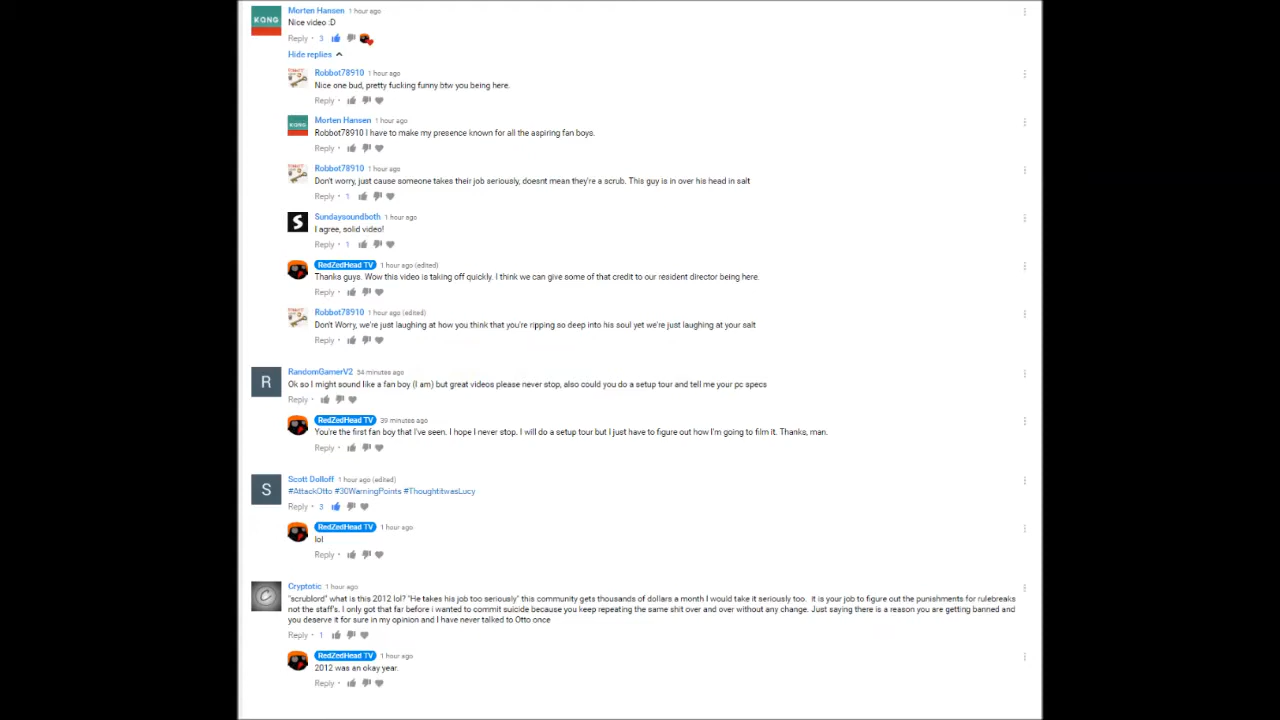 KONG
Morten Hansen 1 hour ago
Nice video :D
Reply • 3
Hide replies
Robbot78910 1 hour ago
Nice one bud, pretty fucking funny btw you being here.
Reply •
KONG
Morten Hansen 1 hour ago
Robbot78910 I have to make my presence known for all the aspiring fan boys.
Reply •
Robbot78910 1 hour ago
Don't worry, just cause someone takes their job seriously, doesnt mean they're a scrub. This guy is in over his head in salt
Reply • 1
S
Sundaysoundboth 1 hour ago
I agree, solid video!
Reply • 1
RedZedHead TV 1 hour ago (edited)
Thanks guys. Wow this video is taking off quickly. I think we can give some of that credit to our resident director being here.
Reply •
Robbot78910 1 hour ago (edited)
Don't Worry, we're just laughing at how you think that you're ripping so deep into his soul yet we're just laughing at your salt
Reply •
R
RandomGamerV2 34 minutes ago
Ok so I might sound like a fan boy (I am) but great videos please never stop, also could you do a setup tour and tell me your pc specs
Reply •
RedZedHead TV 39 minutes ago
You're the first fan boy that I've seen. I hope I never stop. I will do a setup tour but I just have to figure out how I'm going to film it. Thanks, man.
Reply •
S
Scott Dolloff 1 hour ago (edited)
#AttackOtto #30WarningPoints #ThoughtitwasLucy
Reply • 3
RedZedHead TV 1 hour ago
lol
Reply •
C
Cryptotic 1 hour ago
"scrublord" what is this 2012 lol? "He takes his job too seriously" this community gets thousands of dollars a month I would take it seriously too. it is your job to figure out the punishments for rulebreaks
not the staff's. I only got that far before i wanted to commit suicide because you keep repeating the same shit over and over without any change. Just saying there is a reason you are getting banned and
you deserve it for sure in my opinion and I have never talked to Otto once
Reply • 1
RedZedHead TV 1 hour ago
2012 was an okay year.
Reply •